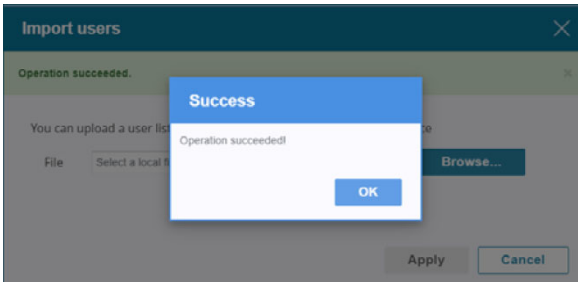 Import users
Operation succeeded.
Success
Operation succeeded!
OK
You can upload a user list
File Select a local Browse...
Apply Cancel